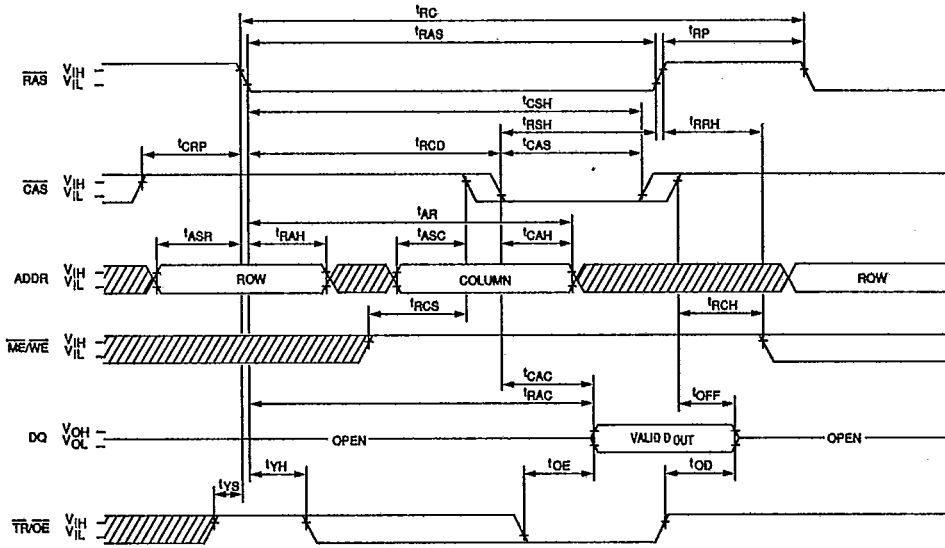 tRC
tRAS
tRP
RAS
VIH
VIL
tCSH
tRSH
tRRH
tCRP
tRCD
tCAS
CAS
VIH
VIL
tAR
tASR
tRAH
tASC
tCAH
ADDR
VIH
VIL
ROW
COLUMN
ROW
tRCS
tRCH
ME/WE
VIH
VIL
tCAC
tRAC
tOFF
DQ
VOH
VOL
OPEN
VALID DOUT
OPEN
tYH
tOE
tOD
tYS
TR/OE
VIH
VIL